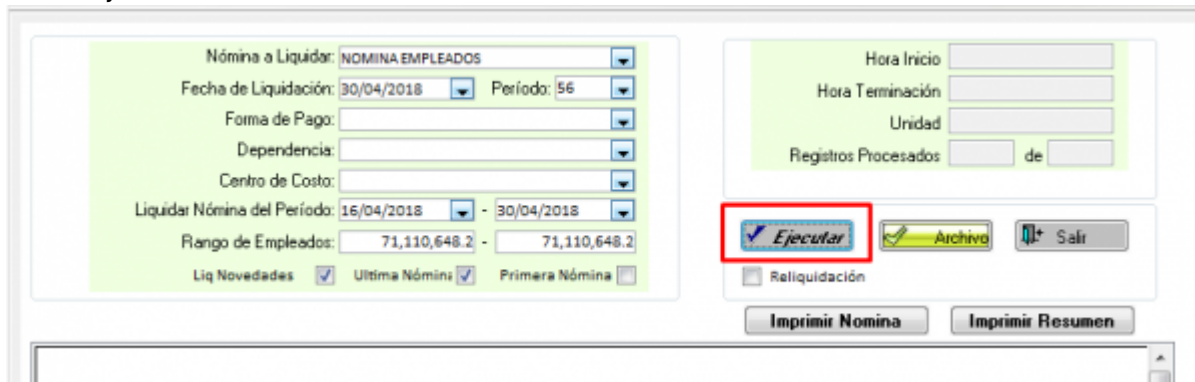 Nómina a Liquidar: NOMINA EMPLEADOS
Fecha de Liquidación: 30/04/2018 Período: 56
Forma de Pago:
Dependencia:
Centro de Costo:
Liquidar Nómina del Período: 16/04/2018 - 30/04/2018
Rango de Empleados: 71,110,648.2 - 71,110,648.2
Liq Novedades Ultima Nómina Primera Nómina
Hora Inicio
Hora Terminación
Unidad
Registros Procesados de
Ejecutar Archivo Salir
Reliquidación
Imprimir Nomina Imprimir Resumen